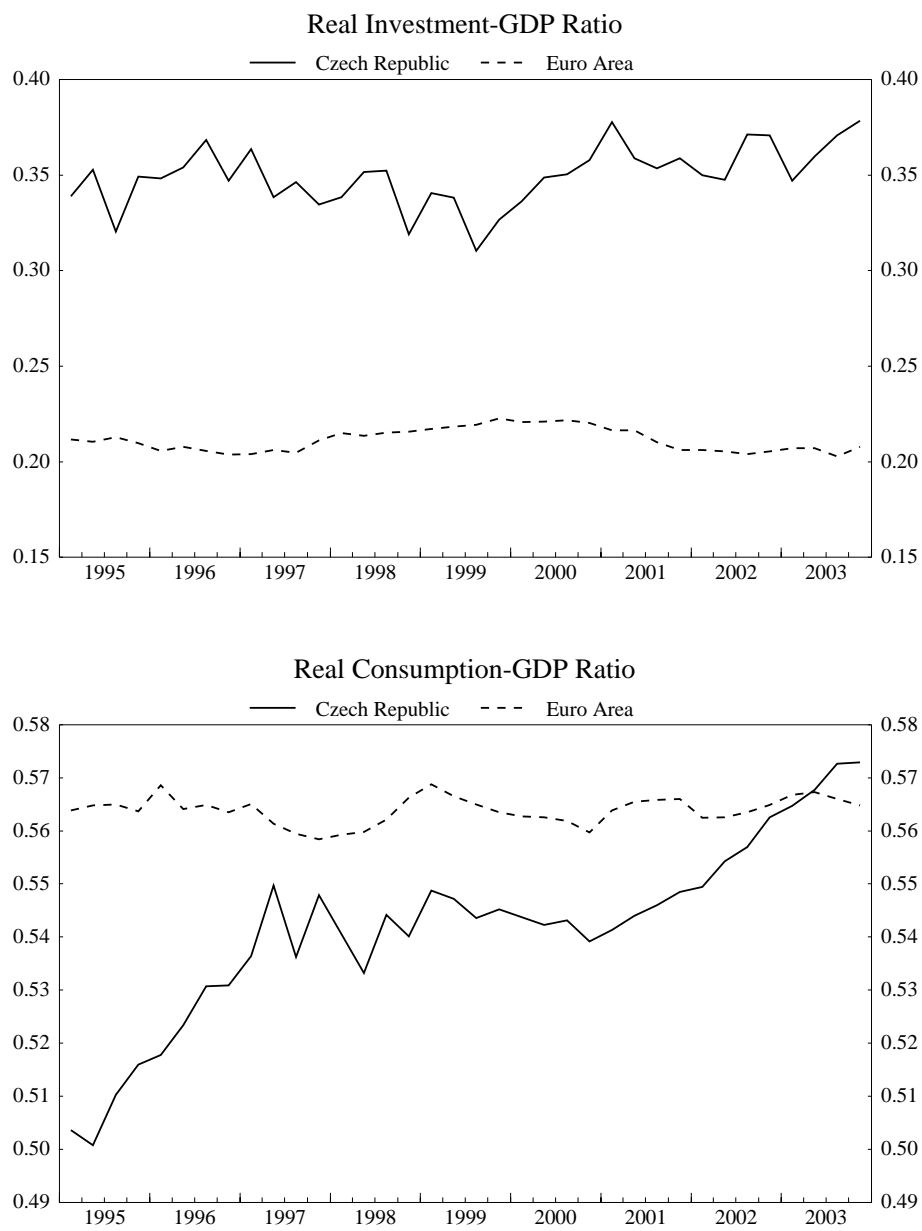 Real Investment-GDP Ratio
Czech Republic Euro Area
0.40 0.40
0.35 0.35
0.30 0.30
0.25 0.25
0.20 0.20
0.15 0.15
1995 1996 1997 1998 1999 2000 2001 2002 2003
Real Consumption-GDP Ratio
Czech Republic Euro Area
0.58 0.58
0.57 0.57
0.56 0.56
0.55 0.55
0.54 0.54
0.53 0.53
0.52 0.52
0.51 0.51
0.50 0.50
0.49 0.49
1995 1996 1997 1998 1999 2000 2001 2002 2003